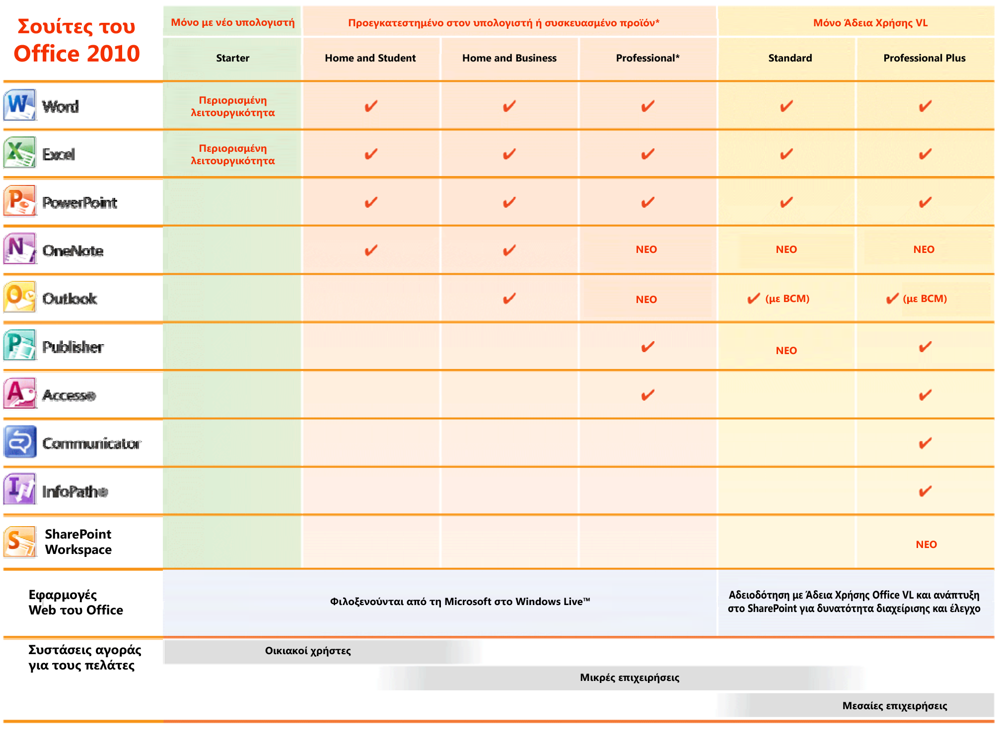 Σουίτες του
Office 2010
Μόνο με νέο υπολογιστή
Προεγκατεστημένο στον υπολογιστή ή συσκευασμένο προϊόν*
Μόνο Άδεια Χρήσης VL
Starter
Home and Student
Home and Business
Professional*
Standard
Professional Plus
Word
Περιορισμένη
λειτουργικότητα
Excel
Περιορισμένη
λειτουργικότητα
PowerPoint
OneNote
ΝΕΟ
ΝΕΟ
ΝΕΟ
Outlook
ΝΕΟ
✔ (με BCM)
✔ (με BCM)
Publisher
ΝΕΟ
Access®
Communicator
InfoPath®
SharePoint
Workspace
ΝΕΟ
Εφαρμογές
Web του Office
Φιλοξενούνται από τη Microsoft στο Windows Live™
Αδειοδότηση με Άδεια Χρήσης Office VL και ανάπτυξη
στο SharePoint για δυνατότητα διαχείρισης και έλεγχο
Συστάσεις αγοράς
για τους πελάτες
Οικιακοί χρήστες
Μικρές επιχειρήσεις
Μεσαίες επιχειρήσεις